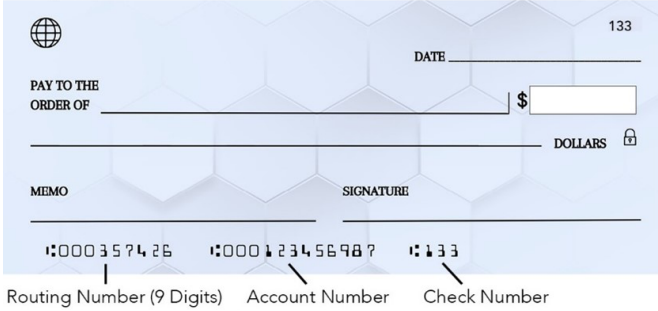 133
DATE
PAY TO THE
ORDER OF
$
DOLLARS
MEMO
SIGNATURE
⑆000357426 ⑆000123456987 ⑆133
Routing Number (9 Digits) Account Number Check Number